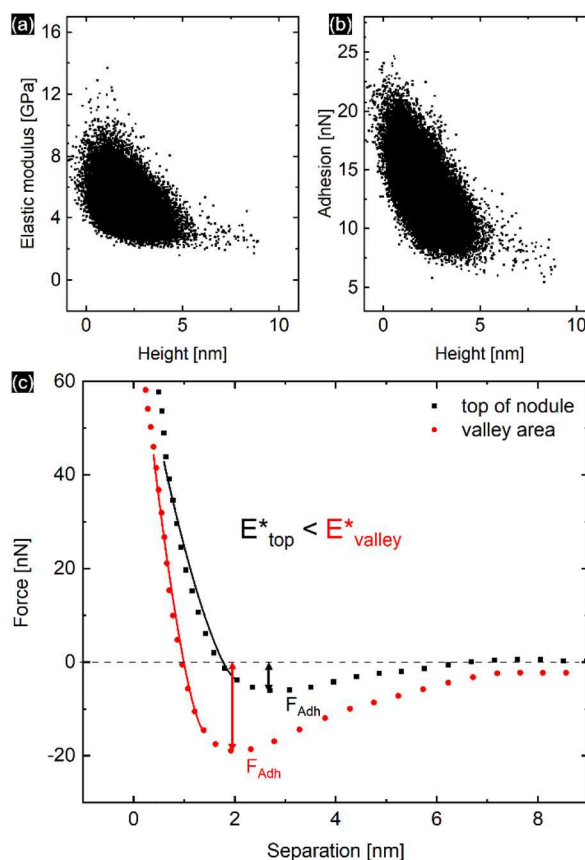 (a)
16
12
8
4
0
Elastic modulus [GPa]
0 5 10
Height [nm]
(b)
25
20
15
10
5
Adhesion [nN]
0 5 10
Height [nm]
(c)
60
40
20
0
-20
Force [nN]
top of nodule
valley area
E*top < E*valley
FAdh
FAdh
0 2 4 6 8
Separation [nm]